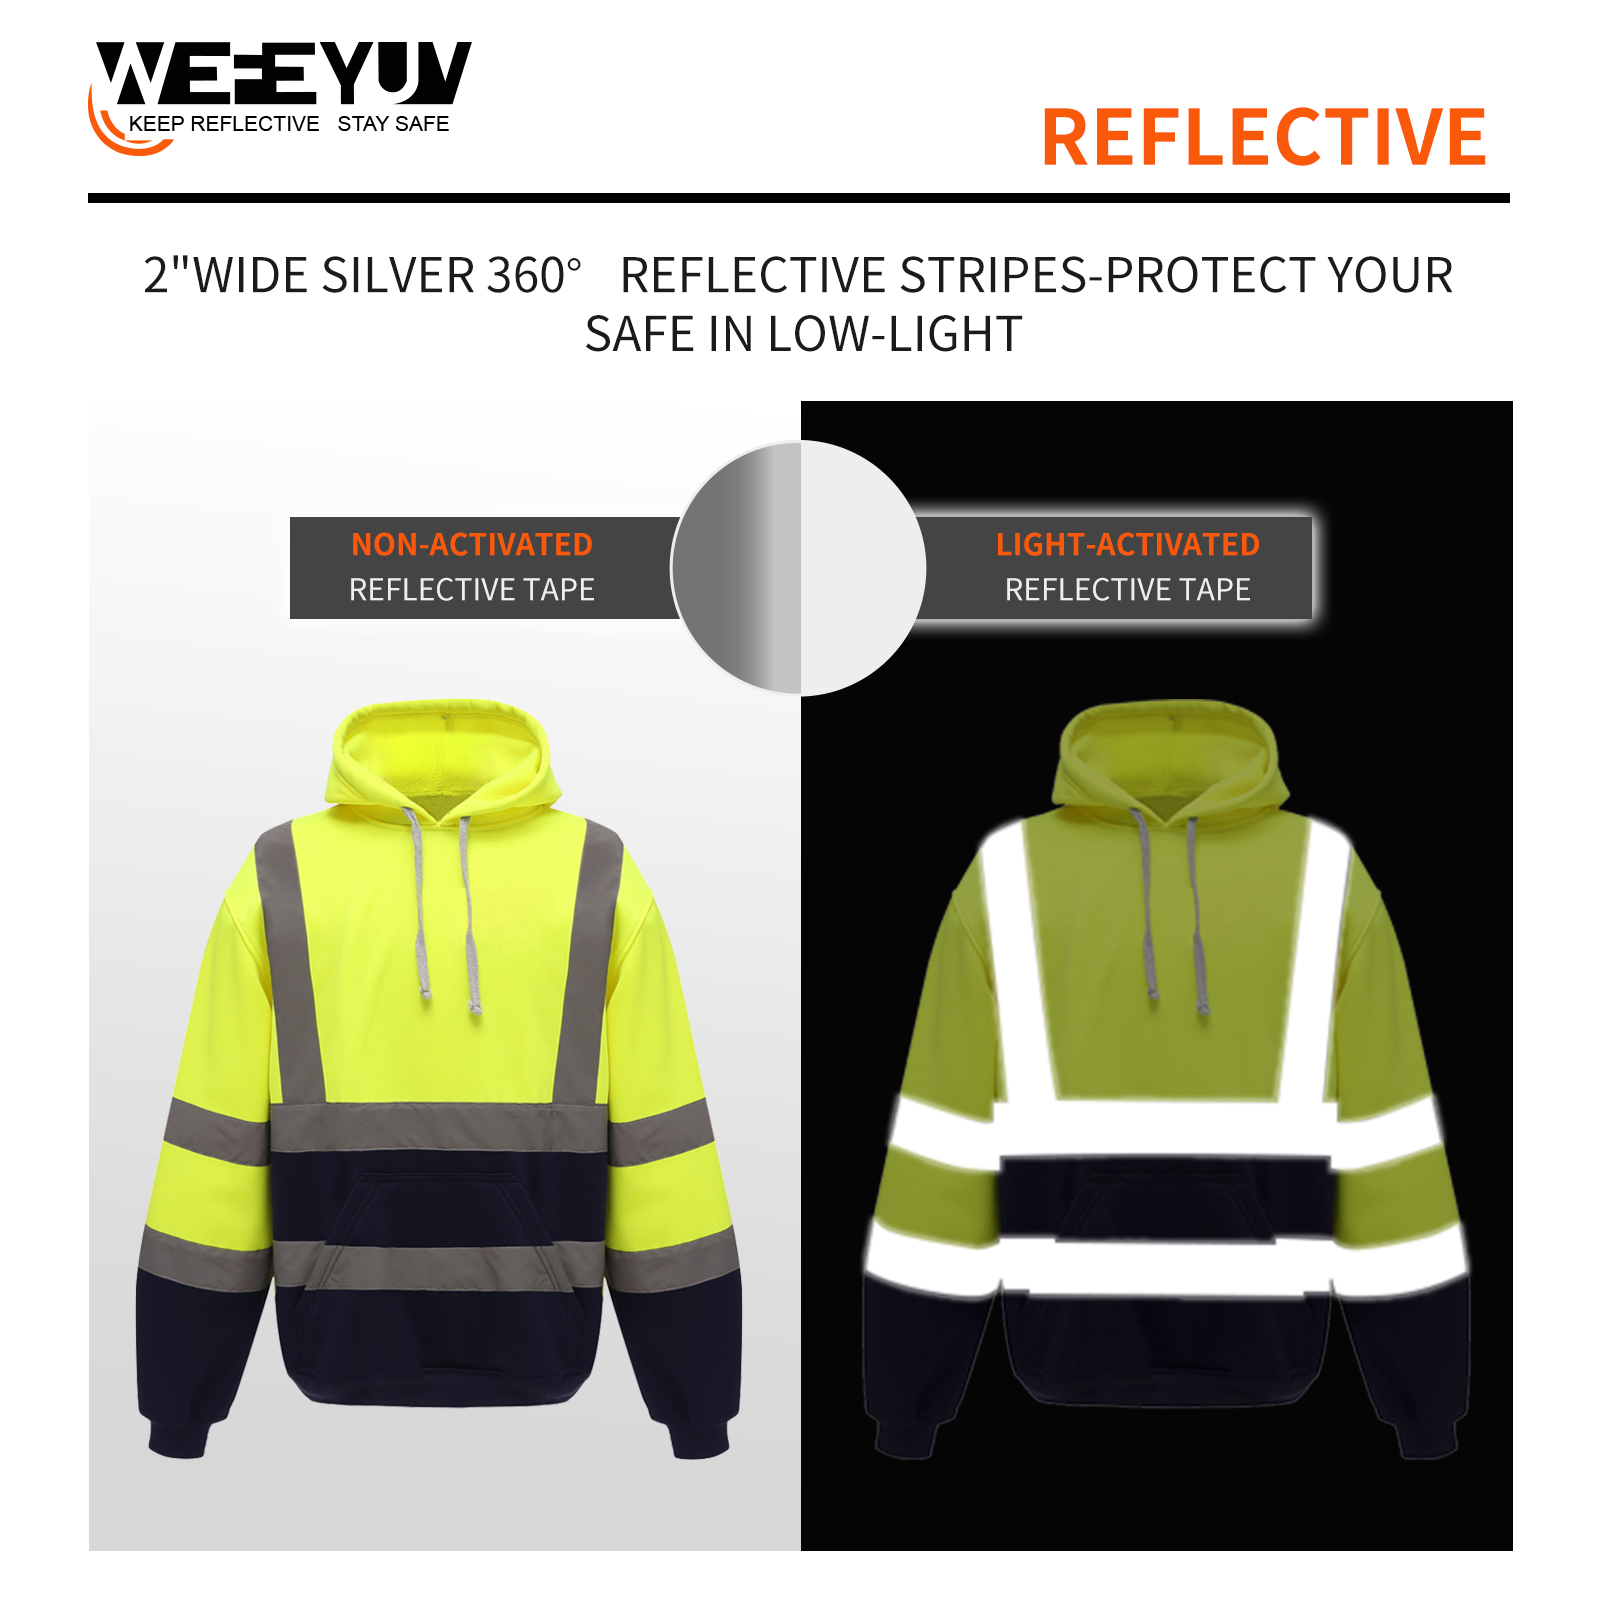 WEFEYUV
KEEP REFLECTIVE STAY SAFE
REFLECTIVE
2"WIDE SILVER 360° REFLECTIVE STRIPES-PROTECT YOUR
SAFE IN LOW-LIGHT
NON-ACTIVATED
REFLECTIVE TAPE
LIGHT-ACTIVATED
REFLECTIVE TAPE